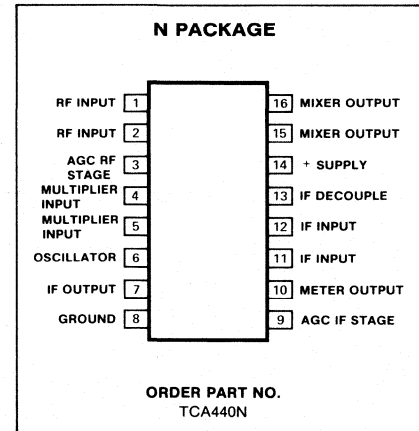 N PACKAGE
RF INPUT 1
16 MIXER OUTPUT
RF INPUT 2
15 MIXER OUTPUT
AGC RF
STAGE 3
14 + SUPPLY
MULTIPLIER
INPUT 4
13 IF DECOUPLE
MULTIPLIER
INPUT 5
12 IF INPUT
OSCILLATOR 6
11 IF INPUT
IF OUTPUT 7
10 METER OUTPUT
GROUND 8
9 AGC IF STAGE
ORDER PART NO.
TCA440N